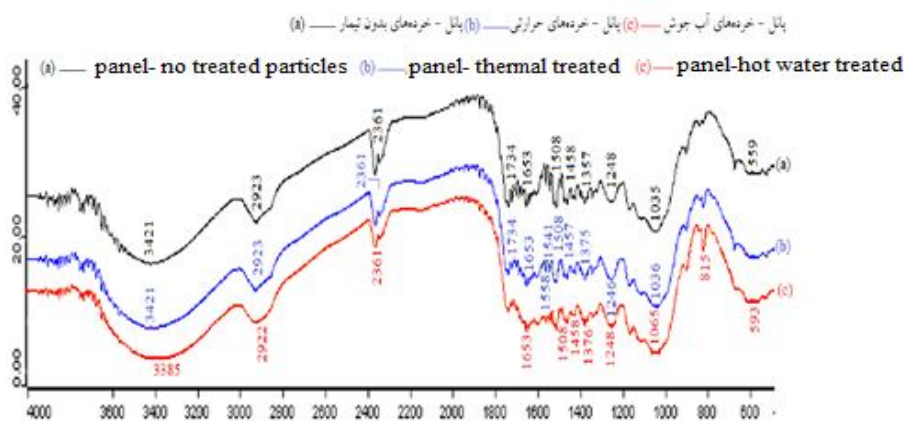 (a) —— پانل - خرده‌های بدون تیمار (b) —— پانل - خرده‌های حرارتی (c) —— پانل - خرده‌های آب جوش
(a) —— panel- no treated particles (b) —— panel- thermal treated (c) —— panel-hot water treated
40.00
20.00
0.00
3421 2923 2361 1734 1653 1508 1458 1357 1248 1035 559 (a)
3421 2923 2361 1734 1653 1558 1541 1508 1457 1375 1246 1036 (b)
3385 2922 2361 1653 1508 1458 1376 1248 1065 815 593 (c)
4000 3600 3200 2800 2400 2000 1800 1600 1400 1200 1000 800 600